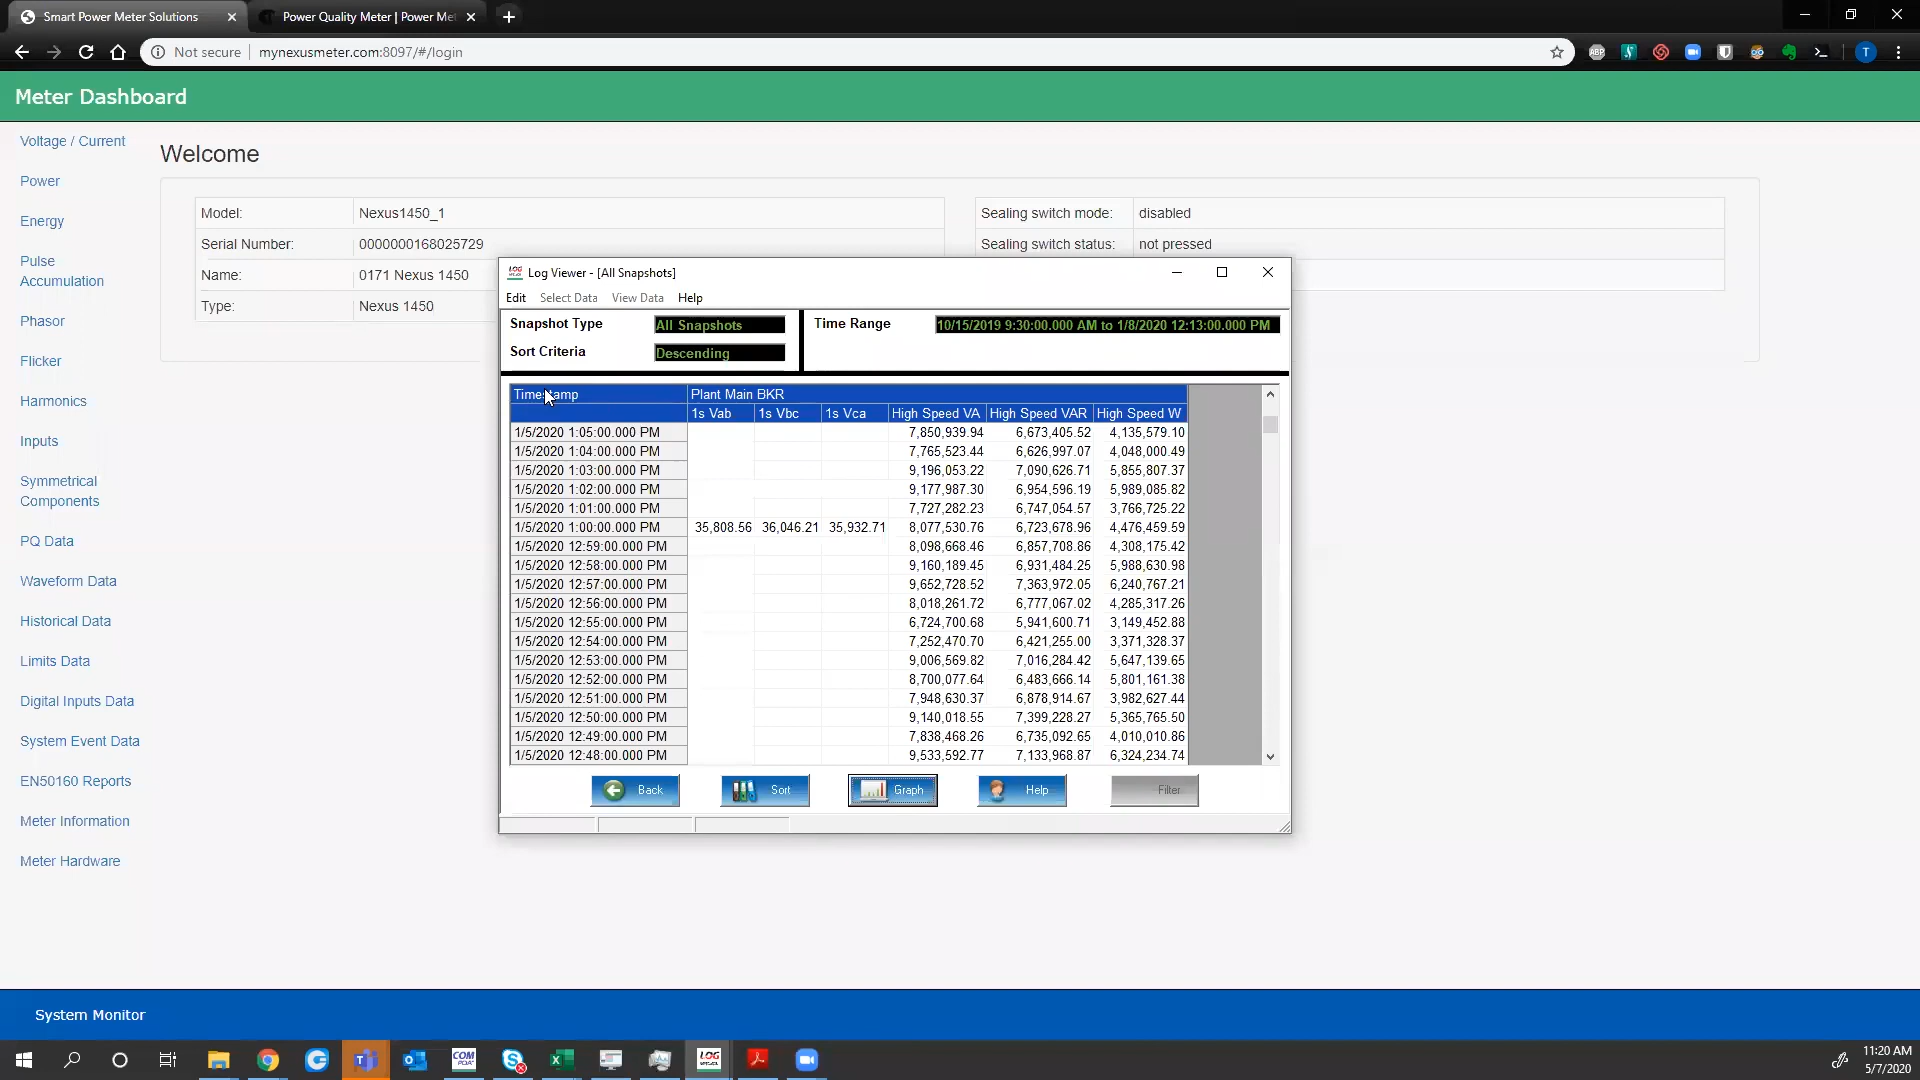 Smart Power Meter Solutions
Power Quality Meter | Power Met
Not secure
mynexusmeter.com:8097/#/login
ABP
T
Meter Dashboard
Voltage / Current
Power
Energy
Pulse
Accumulation
Phasor
Flicker
Harmonics
Inputs
Symmetrical
Components
PQ Data
Waveform Data
Historical Data
Limits Data
Digital Inputs Data
System Event Data
EN50160 Reports
Meter Information
Meter Hardware
Welcome
Model: Nexus1450_1
Serial Number: 0000000168025729
Name: 0171 Nexus 1450
Type: Nexus 1450
Sealing switch mode: disabled
Sealing switch status: not pressed
Log Viewer - [All Snapshots]
Edit Select Data View Data Help
Snapshot Type All Snapshots
Sort Criteria Descending
Time Range 10/15/2019 9:30:00.000 AM to 1/8/2020 12:13:00.000 PM
Timestamp Plant Main BKR
1s Vab 1s Vbc 1s Vca High Speed VA High Speed VAR High Speed W
1/5/2020 1:05:00.000 PM 7,850,939.94 6,673,405.52 4,135,579.10
1/5/2020 1:04:00.000 PM 7,765,523.44 6,626,997.07 4,048,000.49
1/5/2020 1:03:00.000 PM 9,196,053.22 7,090,626.71 5,855,807.37
1/5/2020 1:02:00.000 PM 9,177,987.30 6,954,596.19 5,989,085.82
1/5/2020 1:01:00.000 PM 7,727,282.23 6,747,054.57 3,766,725.22
1/5/2020 1:00:00.000 PM 35,808.56 36,046.21 35,932.71 8,077,530.76 6,723,678.96 4,476,459.59
1/5/2020 12:59:00.000 PM 8,098,668.46 6,857,708.86 4,308,175.42
1/5/2020 12:58:00.000 PM 9,160,189.45 6,931,484.25 5,988,630.98
1/5/2020 12:57:00.000 PM 9,652,728.52 7,363,972.05 6,240,767.21
1/5/2020 12:56:00.000 PM 8,018,261.72 6,777,067.02 4,285,317.26
1/5/2020 12:55:00.000 PM 6,724,700.68 5,941,600.71 3,149,452.88
1/5/2020 12:54:00.000 PM 7,252,470.70 6,421,255.00 3,371,328.37
1/5/2020 12:53:00.000 PM 9,006,569.82 7,016,284.42 5,647,139.65
1/5/2020 12:52:00.000 PM 8,700,077.64 6,483,666.14 5,801,161.38
1/5/2020 12:51:00.000 PM 7,948,630.37 6,878,914.67 3,982,627.44
1/5/2020 12:50:00.000 PM 9,140,018.55 7,399,228.27 5,365,765.50
1/5/2020 12:49:00.000 PM 7,838,468.26 6,735,092.65 4,010,010.86
1/5/2020 12:48:00.000 PM 9,533,592.77 7,133,968.87 6,324,234.74
Back Sort Graph Help Filter
System Monitor
COM
LOG
11:20 AM
5/7/2020